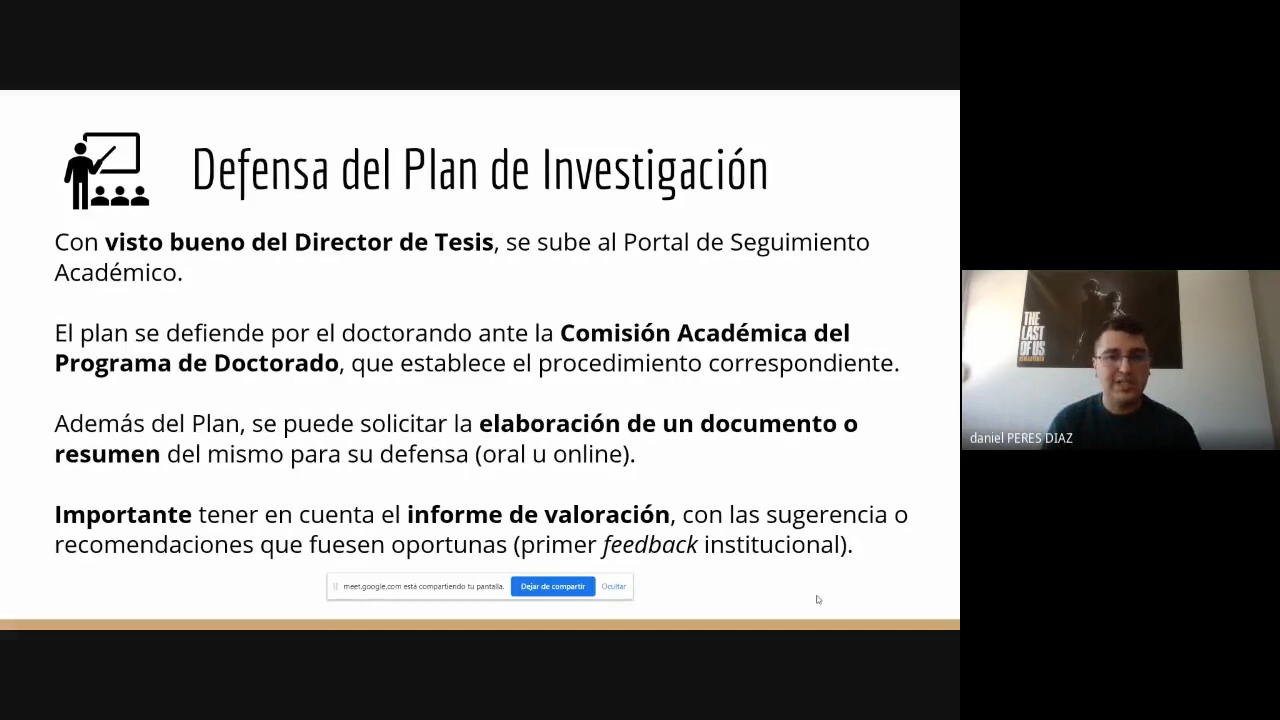 Defensa del Plan de Investigación
Con visto bueno del Director de Tesis, se sube al Portal de Seguimiento
Académico.
El plan se defiende por el doctorando ante la Comisión Académica del
Programa de Doctorado, que establece el procedimiento correspondiente.
Además del Plan, se puede solicitar la elaboración de un documento o
resumen del mismo para su defensa (oral u online).
Importante tener en cuenta el informe de valoración, con las sugerencia o
recomendaciones que fuesen oportunas (primer feedback institucional).
meet.google.com está compartiendo tu pantalla.
Dejar de compartir
Ocultar
THE
LAST
OF US
daniel PERES DIAZ